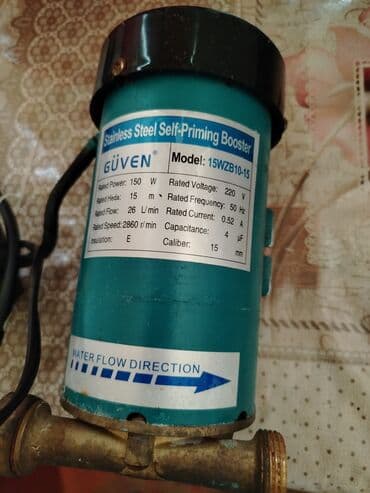 Stainless Steel Self-Priming Booster
GÜVEN® Model: 15WZB10-15
Rated Power: 150 W Rated Voltage: 220 V
Rated Heda: 15 m Rated Frequency: 50 Hz
Rated Flow: 26 L/min Rated Current: 0.52 A
Rated Speed: 2860 r/min Capacitance: 4 μF
Insulation: E Caliber: 15 mm
WATER FLOW DIRECTION